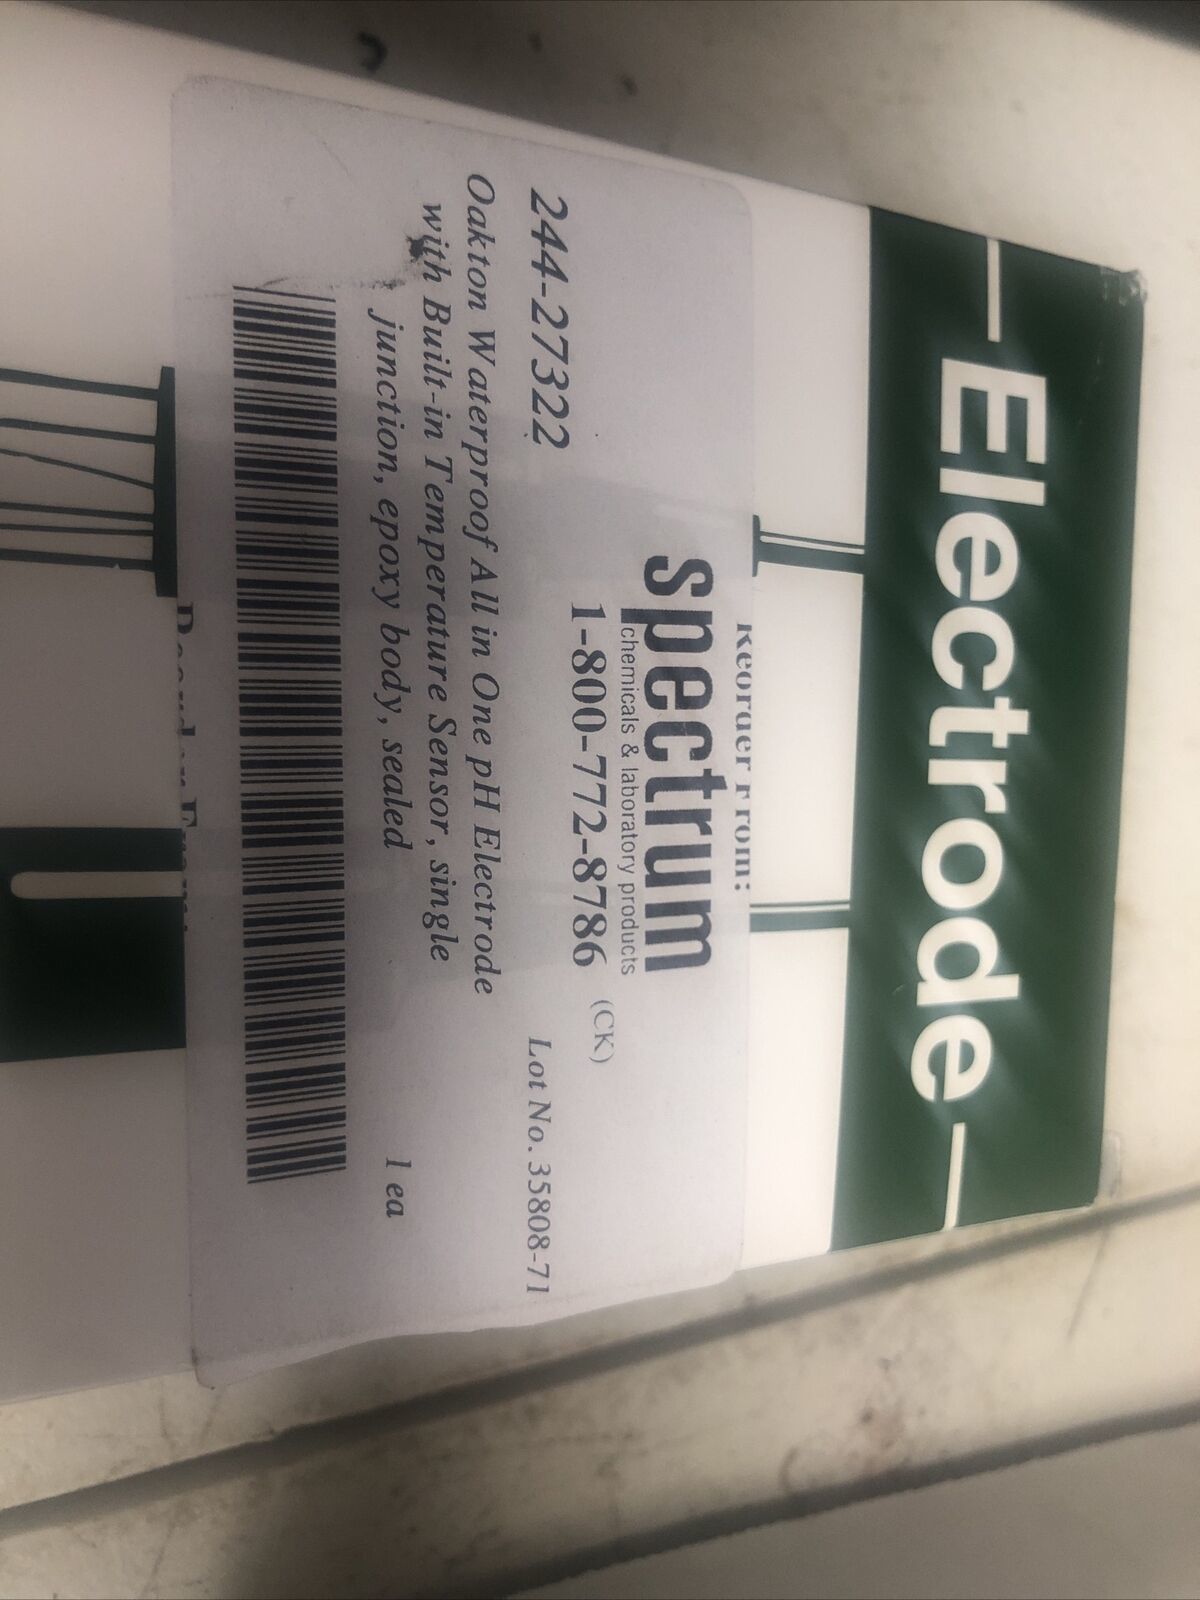 Electrode
Reorder From:
spectrum
chemicals & laboratory products
1-800-772-8786 (CK)
244-27322
Lot No. 35808-71
Oakton Waterproof All in One pH Electrode
with Built-in Temperature Sensor, single
junction, epoxy body, sealed
1 ea